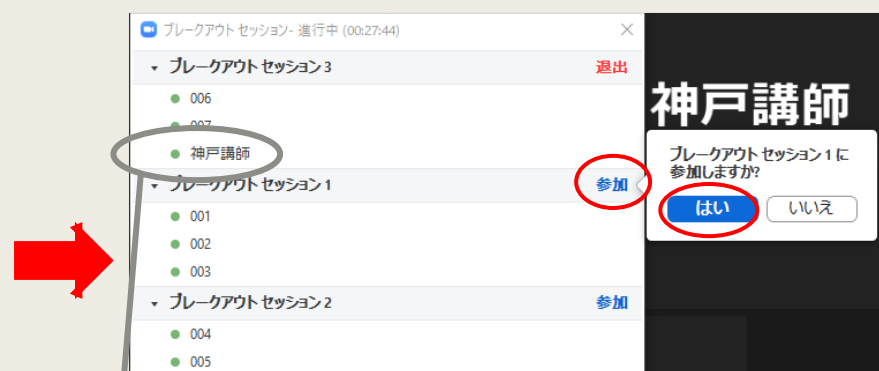 ブレークアウト セッション - 進行中 (00:27:44)
ブレークアウト セッション 3 退出
006
007
神戸講師
ブレークアウト セッション 1 参加
001
002
003
ブレークアウト セッション 2 参加
004
005
神戸講師
ブレークアウト セッション 1 に
参加しますか?
はい いいえ